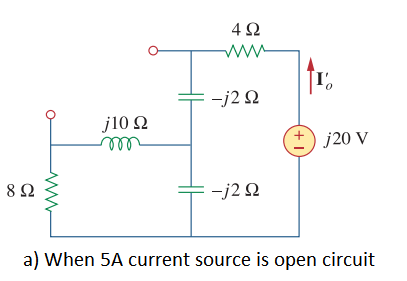 4 Ω
I'ₒ
−j2 Ω
j10 Ω
+
−
j20 V
8 Ω
−j2 Ω
a) When 5A current source is open circuit